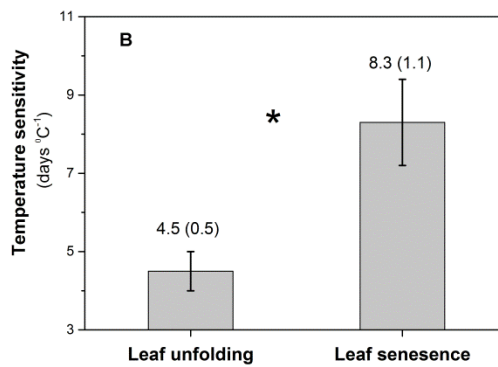 B
11
9
7
5
3
Temperature sensitivity
(days ⁰C⁻¹)
4.5 (0.5)
*
8.3 (1.1)
Leaf unfolding
Leaf senesence